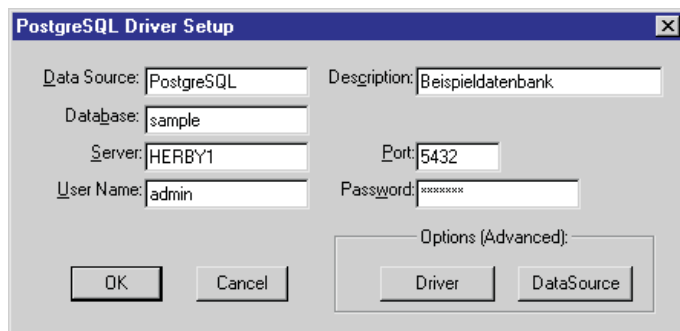 PostgreSQL Driver Setup
Data Source: PostgreSQL Description: Beispieldatenbank
Database: sample
Server: HERBY1 Port: 5432
User Name: admin Password: xxxxxxx
Options (Advanced):
OK Cancel Driver DataSource